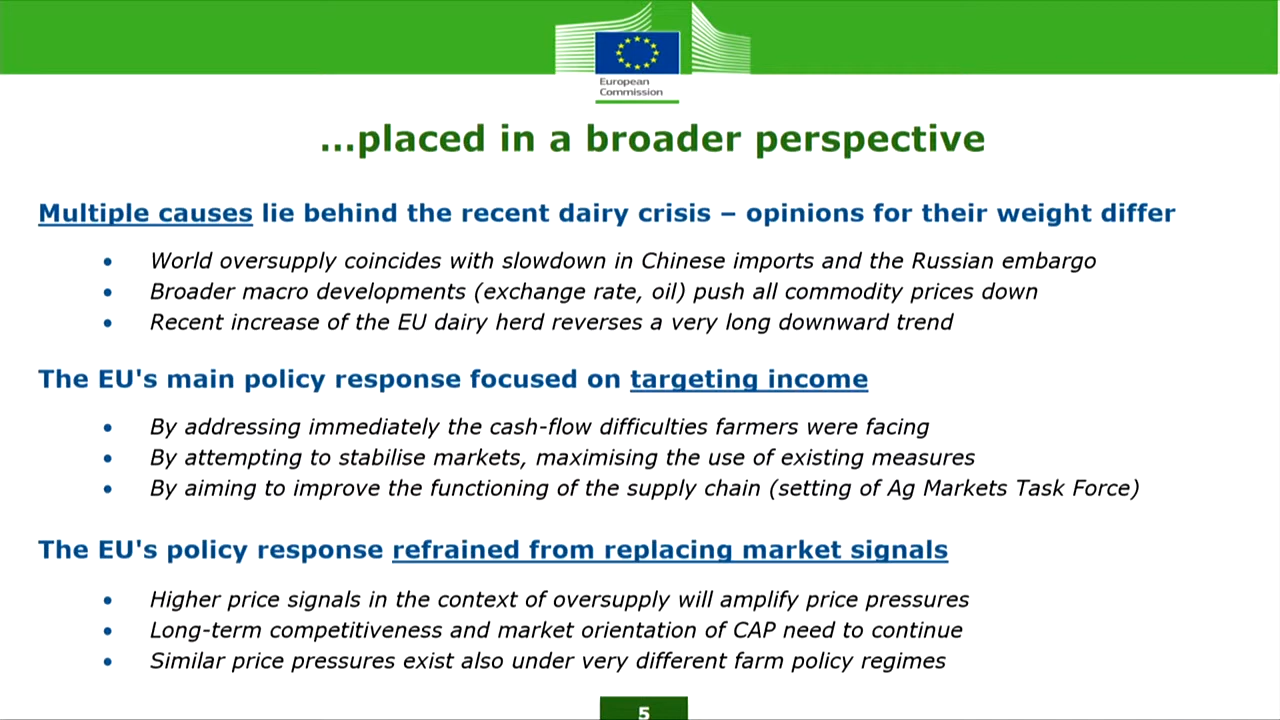 European
Commission
...placed in a broader perspective
Multiple causes lie behind the recent dairy crisis – opinions for their weight differ
• World oversupply coincides with slowdown in Chinese imports and the Russian embargo
• Broader macro developments (exchange rate, oil) push all commodity prices down
• Recent increase of the EU dairy herd reverses a very long downward trend
The EU's main policy response focused on targeting income
• By addressing immediately the cash-flow difficulties farmers were facing
• By attempting to stabilise markets, maximising the use of existing measures
• By aiming to improve the functioning of the supply chain (setting of Ag Markets Task Force)
The EU's policy response refrained from replacing market signals
• Higher price signals in the context of oversupply will amplify price pressures
• Long-term competitiveness and market orientation of CAP need to continue
• Similar price pressures exist also under very different farm policy regimes
5